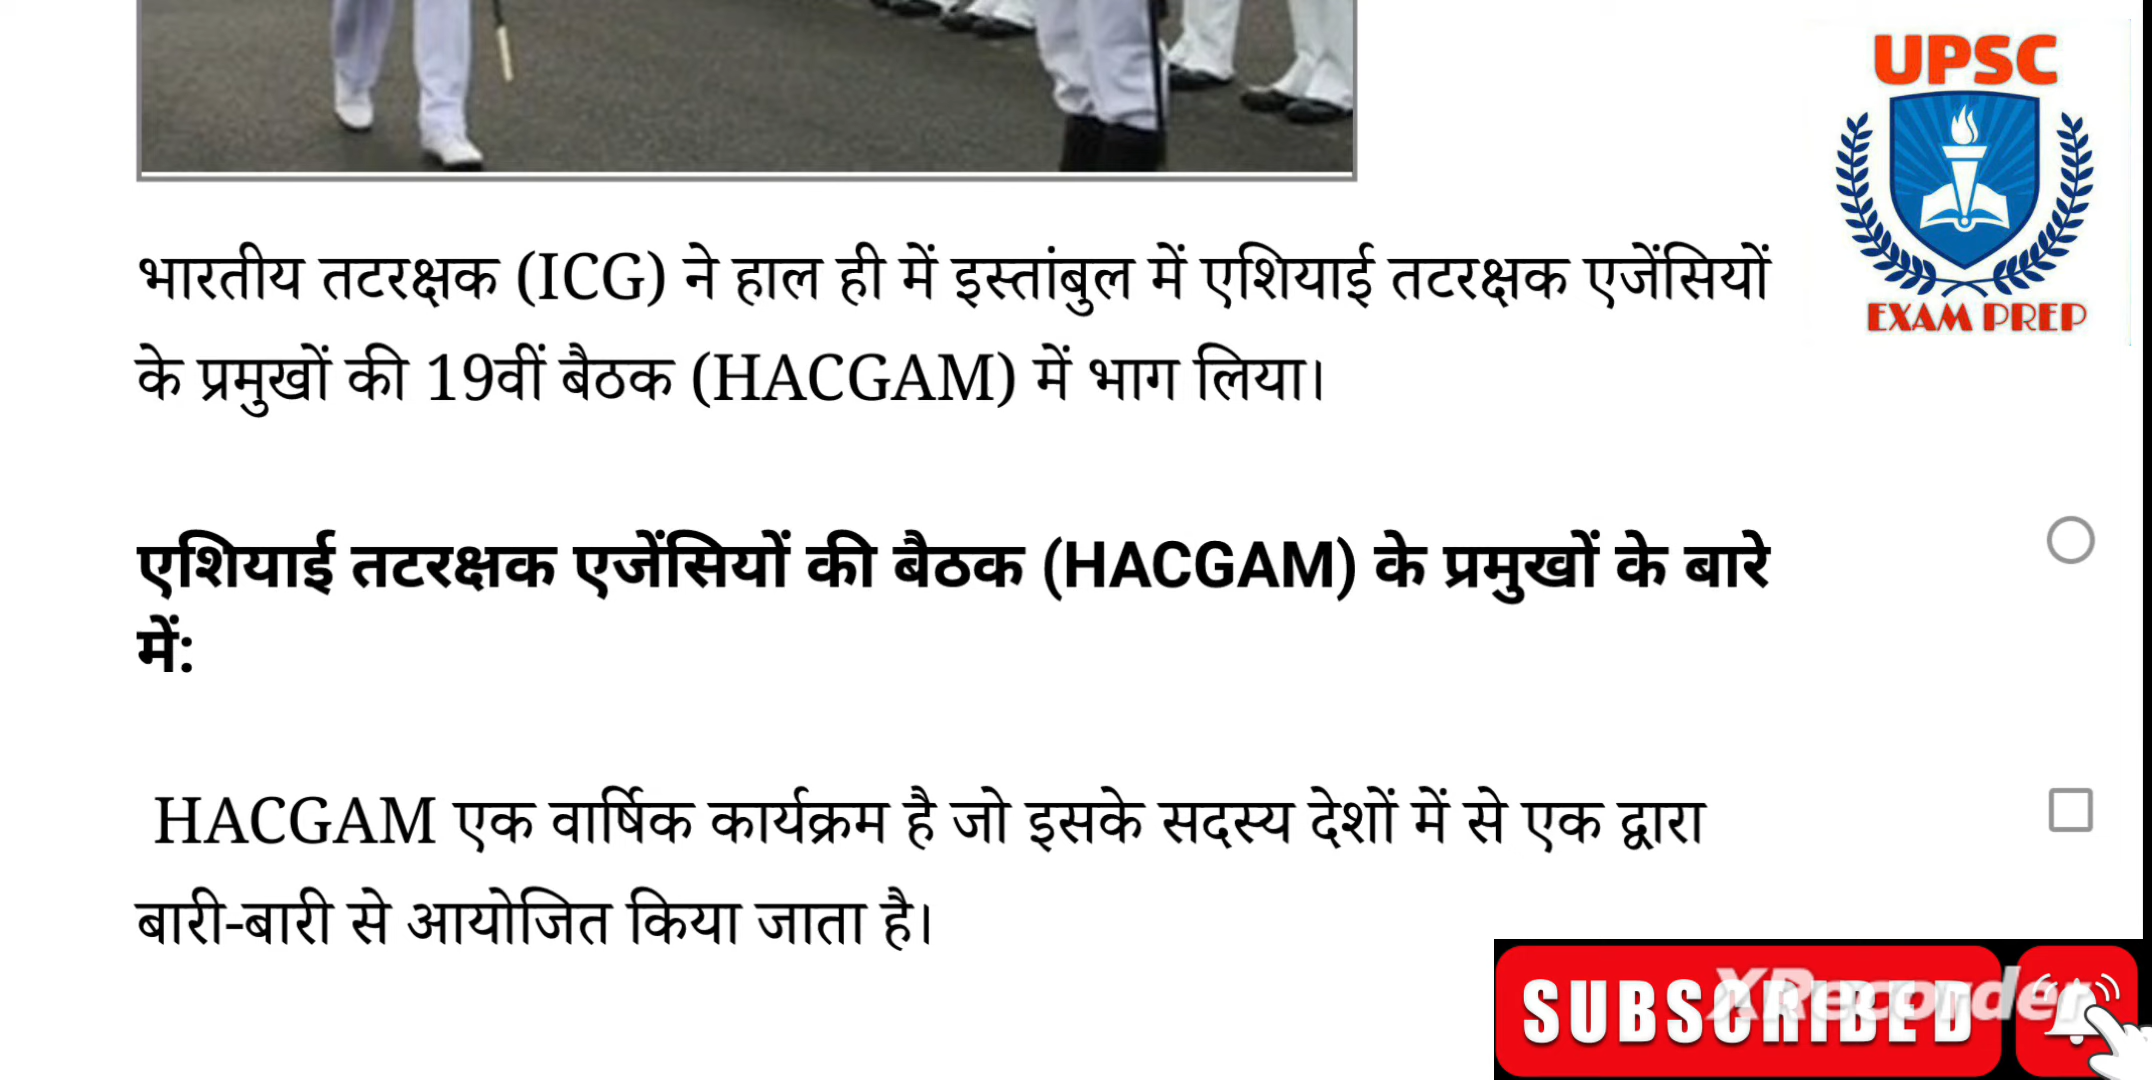 UPSC
EXAM PREP
भारतीय तटरक्षक (ICG) ने हाल ही में इस्तांबुल में एशियाई तटरक्षक एजेंसियों
के प्रमुखों की 19वीं बैठक (HACGAM) में भाग लिया।
एशियाई तटरक्षक एजेंसियों की बैठक (HACGAM) के प्रमुखों के बारे
में:
HACGAM एक वार्षिक कार्यक्रम है जो इसके सदस्य देशों में से एक द्वारा
बारी-बारी से आयोजित किया जाता है।
SUBSCRIBED
XRecorder